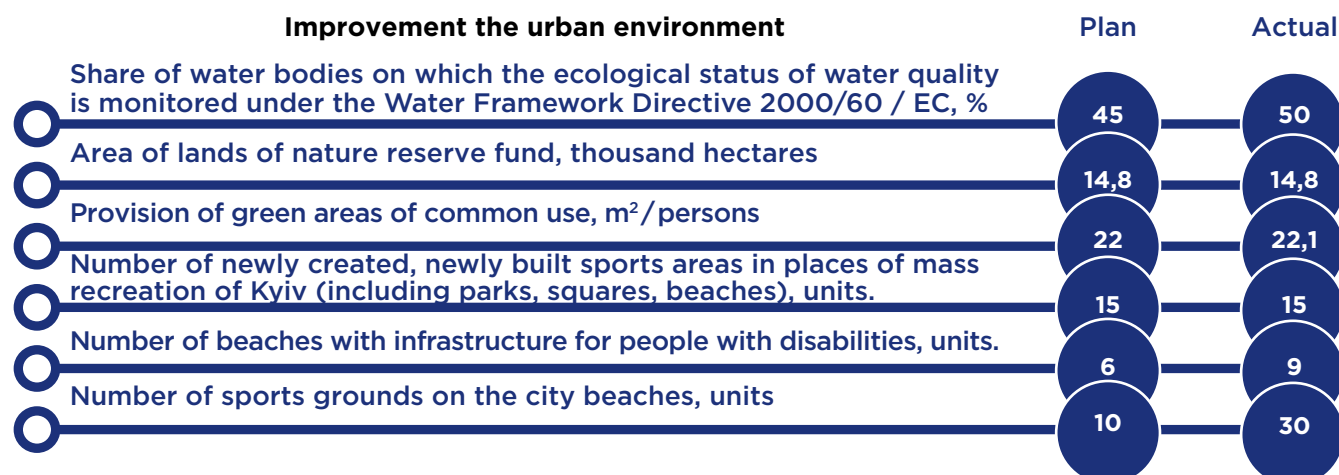 Improvement the urban environment Plan Actual
Share of water bodies on which the ecological status of water quality
is monitored under the Water Framework Directive 2000/60 / EC, % 45 50
Area of lands of nature reserve fund, thousand hectares
14,8 14,8
Provision of green areas of common use, m²/persons
22 22,1
Number of newly created, newly built sports areas in places of mass
recreation of Kyiv (including parks, squares, beaches), units.
15 15
Number of beaches with infrastructure for people with disabilities, units.
6 9
Number of sports grounds on the city beaches, units
10 30